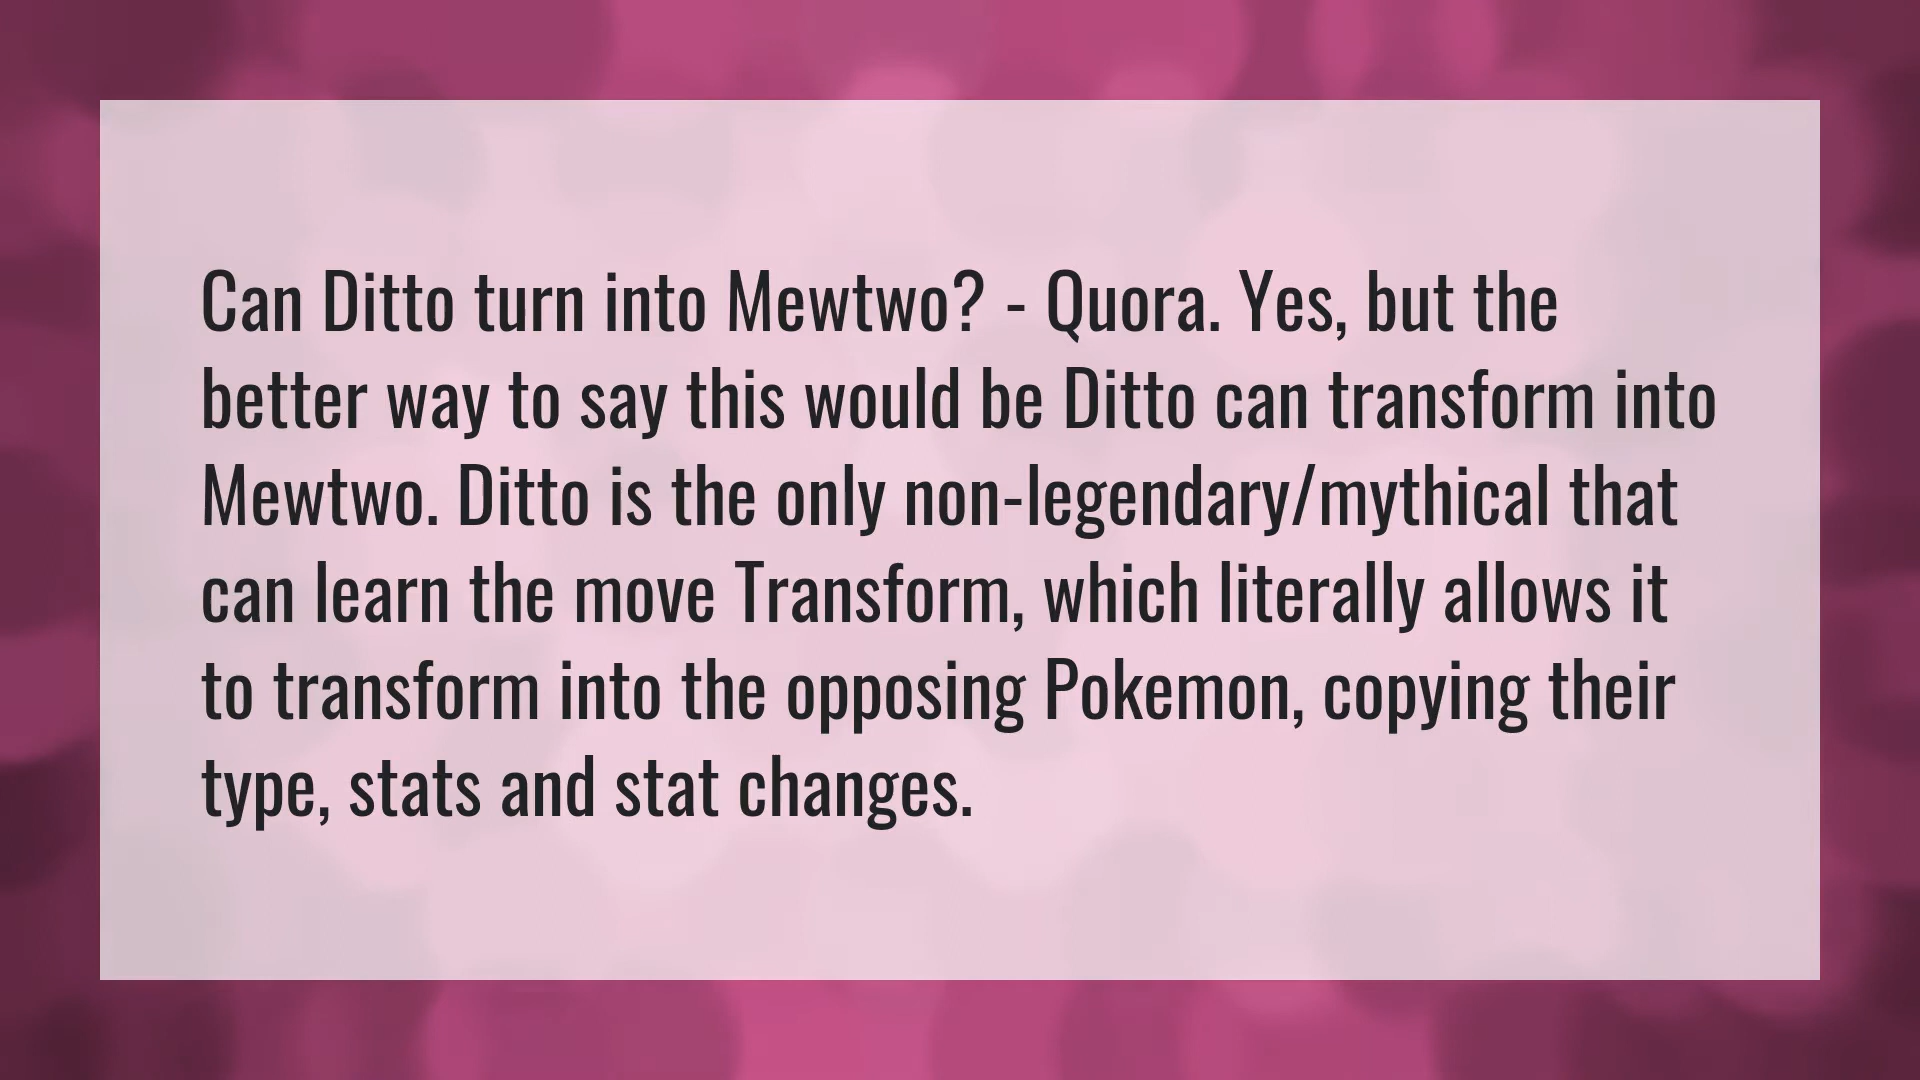 Can Ditto turn into Mewtwo? - Quora. Yes, but the
better way to say this would be Ditto can transform into
Mewtwo. Ditto is the only non-legendary/mythical that
can learn the move Transform, which literally allows it
to transform into the opposing Pokemon, copying their
type, stats and stat changes.